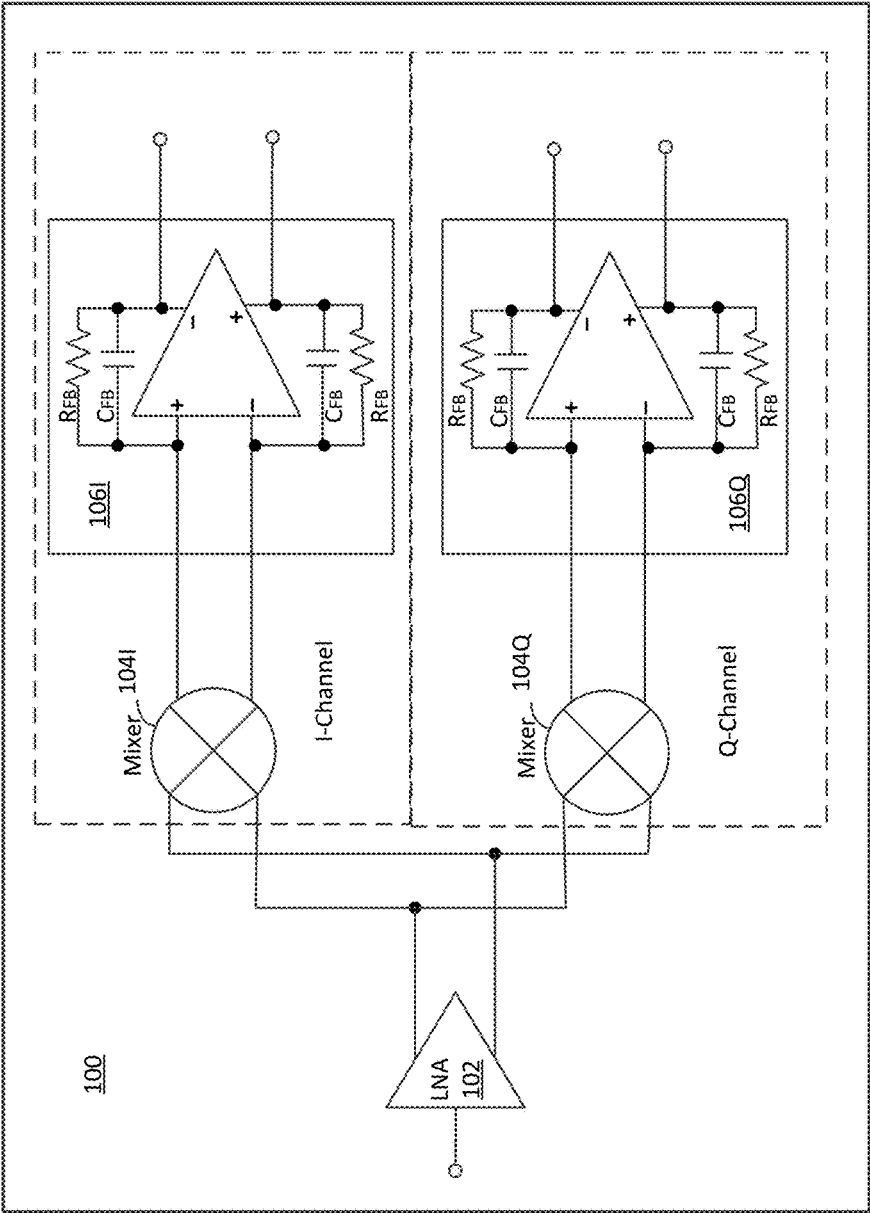 100
LNA
102
Mixer
104I
I-Channel
106I
RFB
CFB
+
−
−
+
CFB
RFB
Mixer
104Q
Q-Channel
106Q
RFB
CFB
+
−
−
+
CFB
RFB